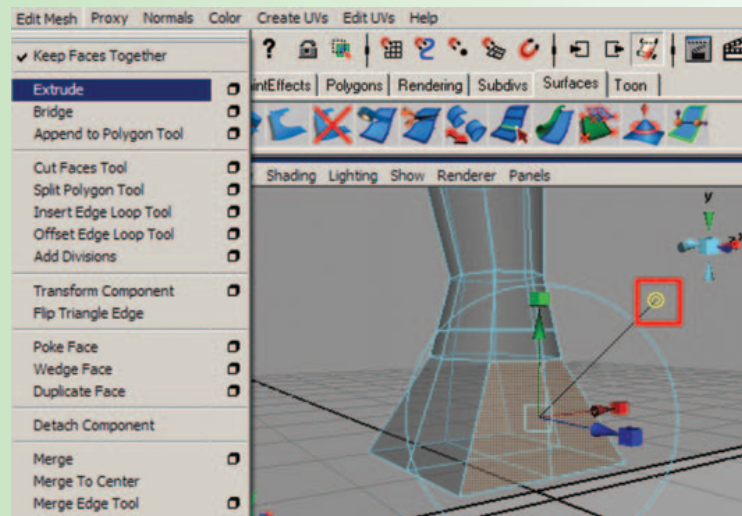 Edit Mesh Proxy Normals Color Create UVs Edit UVs Help
Keep Faces Together
Extrude
Bridge
Append to Polygon Tool
Cut Faces Tool
Split Polygon Tool
Insert Edge Loop Tool
Offset Edge Loop Tool
Add Divisions
Transform Component
Flip Triangle Edge
Poke Face
Wedge Face
Duplicate Face
Detach Component
Merge
Merge To Center
Merge Edge Tool
?
intEffects Polygons Rendering Subdivs Surfaces Toon
Shading Lighting Show Renderer Panels
y